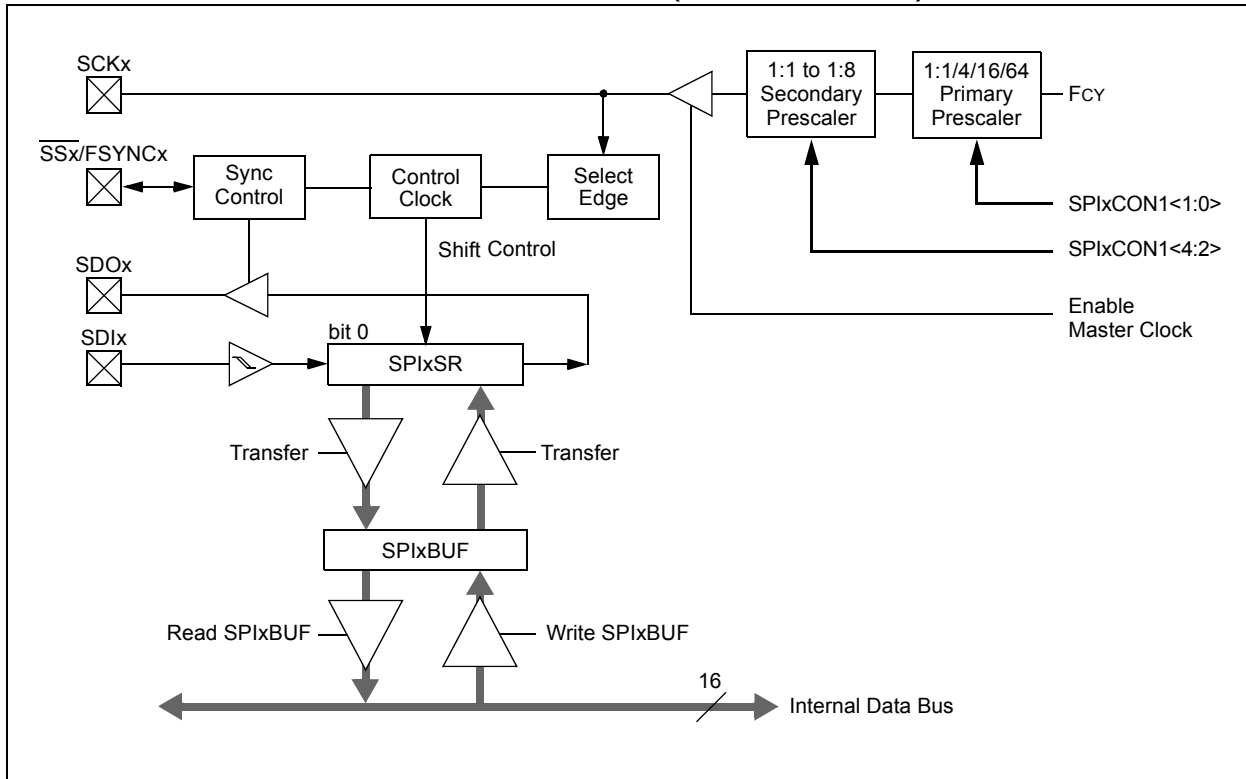 SCKx
1:1 to 1:8
Secondary
Prescaler
1:1/4/16/64
Primary
Prescaler
FCY
SSx/FSYNCx
Sync
Control
Control
Clock
Select
Edge
SPIxCON1<1:0>
Shift Control
SPIxCON1<4:2>
SDOx
Enable
Master Clock
SDIx
bit 0
SPIxSR
Transfer
Transfer
SPIxBUF
Read SPIxBUF
Write SPIxBUF
16
Internal Data Bus